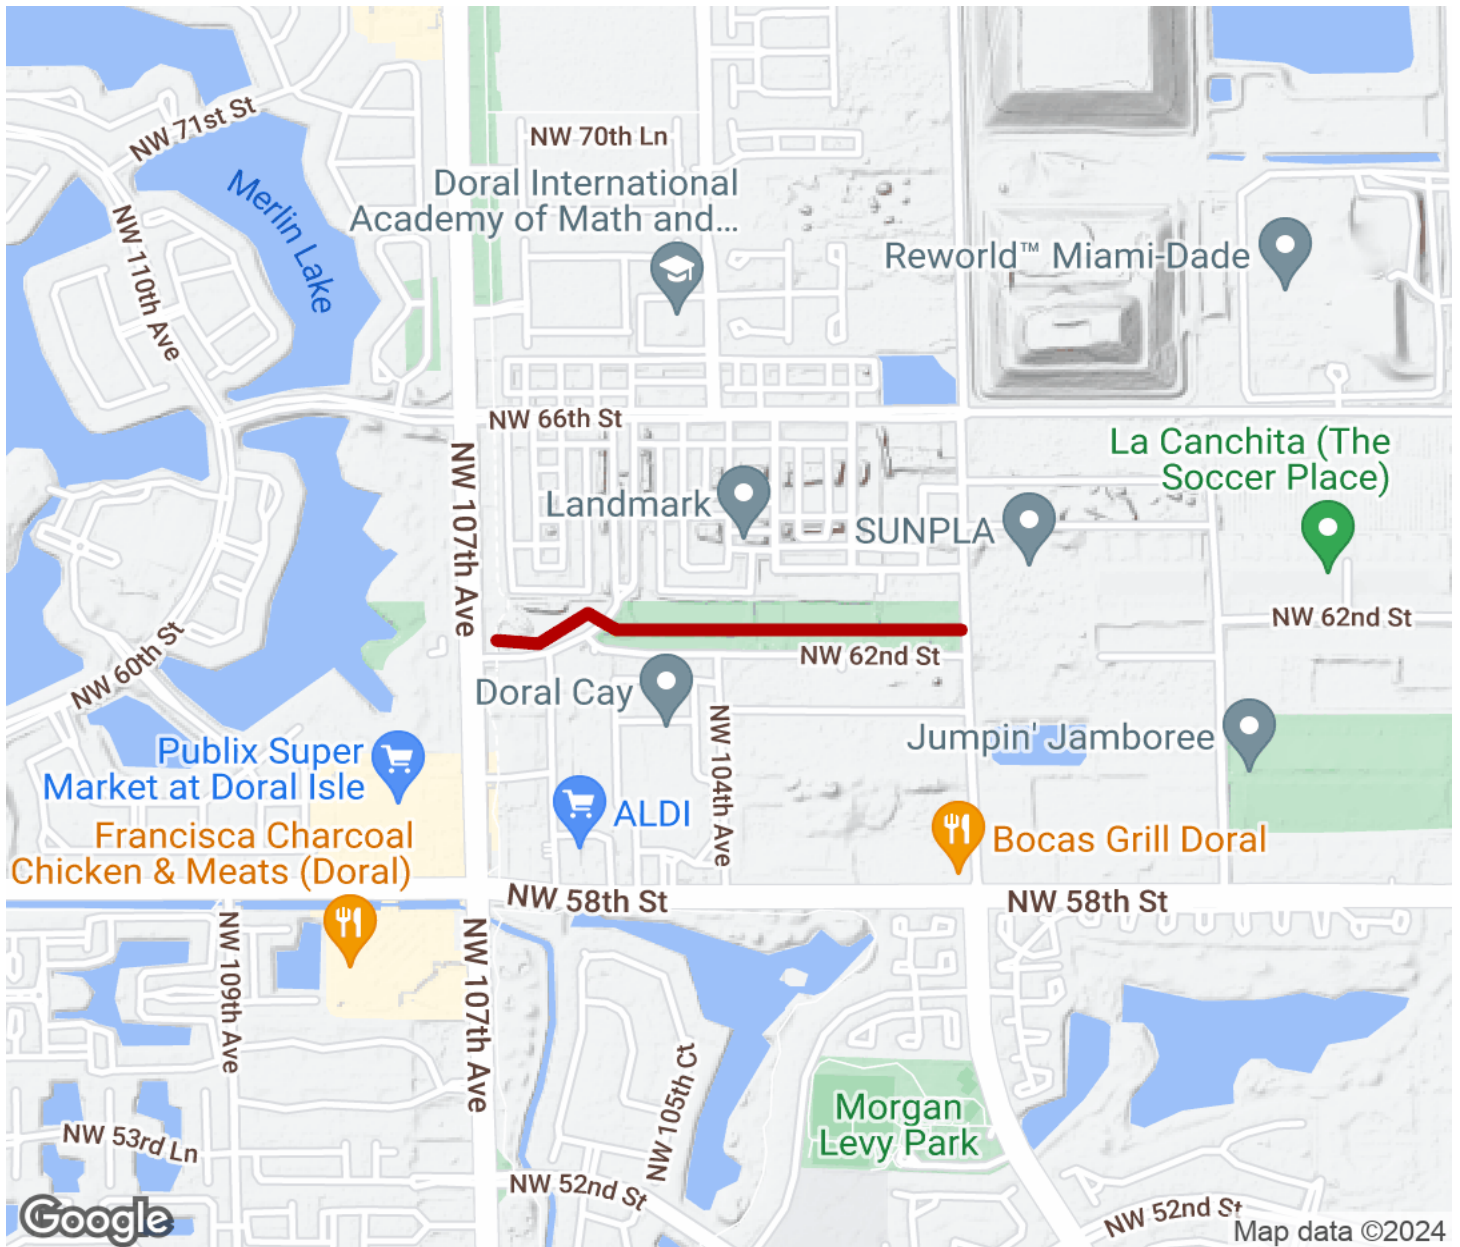 NW 71st St
NW 70th Ln
Merlin Lake
Doral International
Academy of Math and...
NW 110th Ave
Reworld™ Miami-Dade
NW 66th St
La Canchita (The
Soccer Place)
NW 107th Ave
Landmark
SUNPLA
NW 62nd St
NW 60th St
NW 62nd St
Doral Cay
NW 104th Ave
Jumpin' Jamboree
Publix Super
Market at Doral Isle
ALDI
Francisca Charcoal
Chicken & Meats (Doral)
Bocas Grill Doral
NW 58th St
NW 58th St
NW 109th Ave
NW 107th Ave
NW 105th Ct
Morgan
Levy Park
NW 53rd Ln
NW 52nd St
NW 52nd St
Google
Map data ©2024